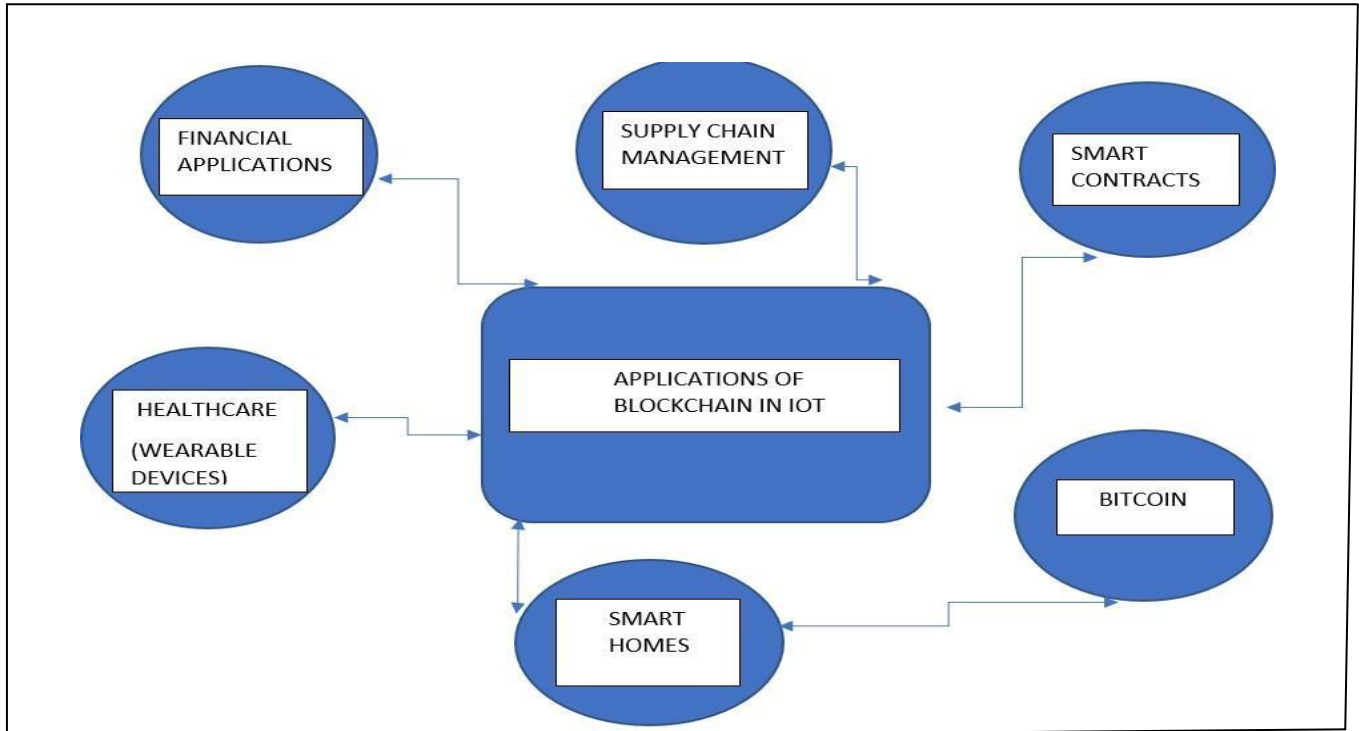 FINANCIAL
APPLICATIONS
SUPPLY CHAIN
MANAGEMENT
SMART
CONTRACTS
APPLICATIONS OF
BLOCKCHAIN IN IOT
HEALTHCARE
(WEARABLE
DEVICES)
BITCOIN
SMART
HOMES